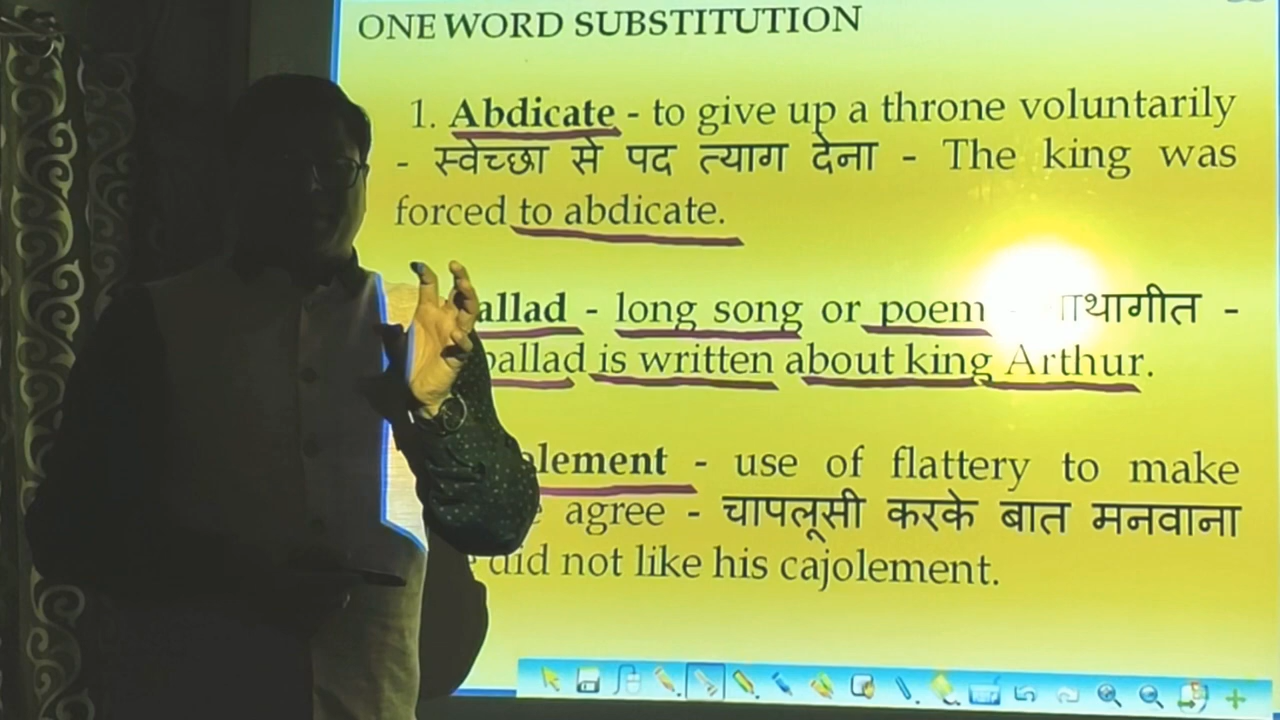 ONE WORD SUBSTITUTION
1. Abdicate - to give up a throne voluntarily
- स्वेच्छा से पद त्याग देना - The king was
forced to abdicate.
allad - long song or poem - ाथागीत -
ballad is written about king Arthur.
lement - use of flattery to make
agree - चापलूसी करके बात मनवाना
did not like his cajolement.